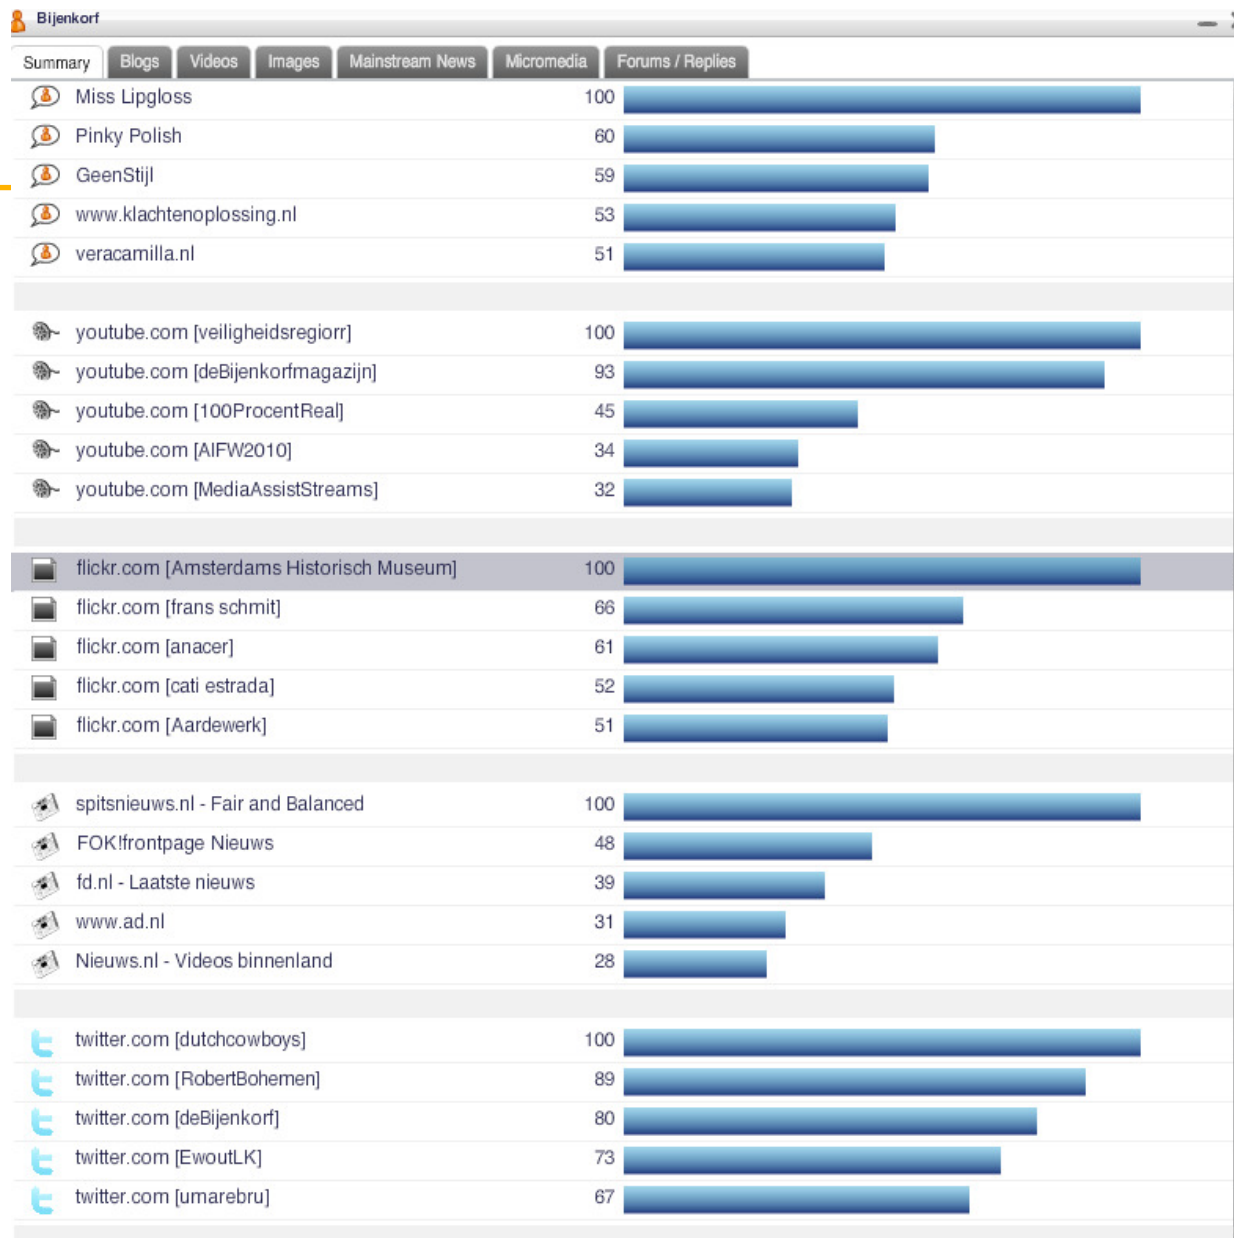 Bijenkorf
Summary Blogs Videos Images Mainstream News Micromedia Forums / Replies
Miss Lipgloss 100
Pinky Polish 60
GeenStijl 59
www.klachtenoplossing.nl 53
veracamilla.nl 51
youtube.com [veiligheidsregiorr] 100
youtube.com [deBijenkorfmagazijn] 93
youtube.com [100ProcentReal] 45
youtube.com [AIFW2010] 34
youtube.com [MediaAssistStreams] 32
flickr.com [Amsterdams Historisch Museum] 100
flickr.com [frans schmit] 66
flickr.com [anacer] 61
flickr.com [cati estrada] 52
flickr.com [Aardewerk] 51
spitsnieuws.nl - Fair and Balanced 100
FOK!frontpage Nieuws 48
fd.nl - Laatste nieuws 39
www.ad.nl 31
Nieuws.nl - Videos binnenland 28
twitter.com [dutchcowboys] 100
twitter.com [RobertBohemen] 89
twitter.com [deBijenkorf] 80
twitter.com [EwoutLK] 73
twitter.com [umarebru] 67